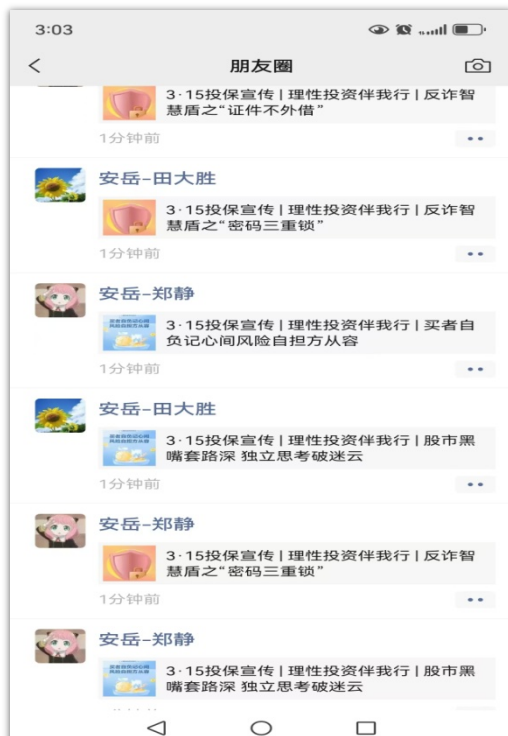 3:03
朋友圈
3·15投保宣传 | 理性投资伴我行 | 反诈智
慧盾之“证件不外借”
1分钟前
安岳-田大胜
3·15投保宣传 | 理性投资伴我行 | 反诈智
慧盾之“密码三重锁”
1分钟前
安岳-郑静
3·15投保宣传 | 理性投资伴我行 | 买者自
负记心间风险自担方从容
1分钟前
安岳-田大胜
3·15投保宣传 | 理性投资伴我行 | 股市黑
嘴套路深 独立思考破迷云
1分钟前
安岳-郑静
3·15投保宣传 | 理性投资伴我行 | 反诈智
慧盾之“密码三重锁”
1分钟前
安岳-郑静
3·15投保宣传 | 理性投资伴我行 | 股市黑
嘴套路深 独立思考破迷云